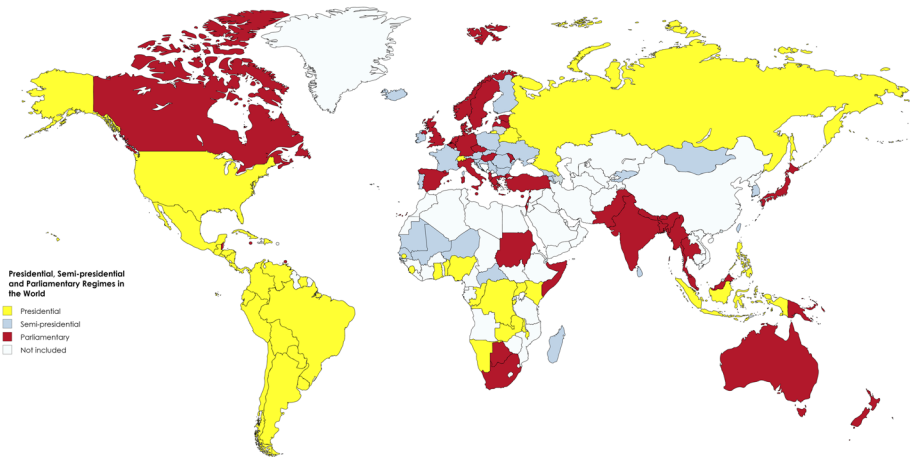 Presidential, Semi-presidential
and Parliamentary Regimes in
the World
Presidential
Semi-presidential
Parliamentary
Not included